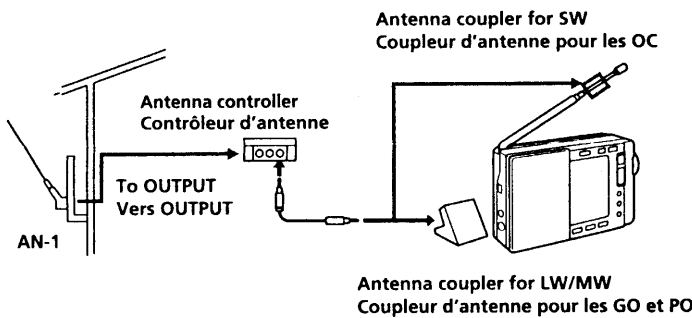 Antenna coupler for SW
Coupleur d'antenne pour les OC
Antenna controller
Contrôleur d'antenne
To OUTPUT
Vers OUTPUT
AN-1
Antenna coupler for LW/MW
Coupleur d'antenne pour les GO et PO